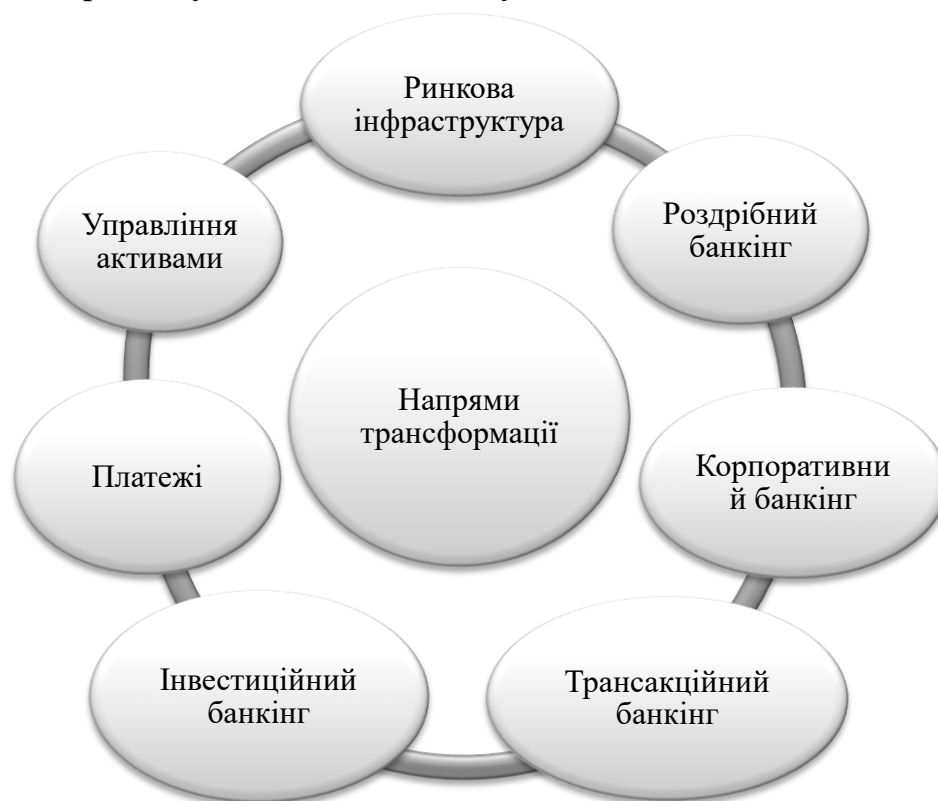 Ринкова
інфраструктура
Роздрібний
банкінг
Корпоративни
й банкінг
Трансакційний
банкінг
Інвестиційний
банкінг
Платежі
Управління
активами
Напрями
трансформації